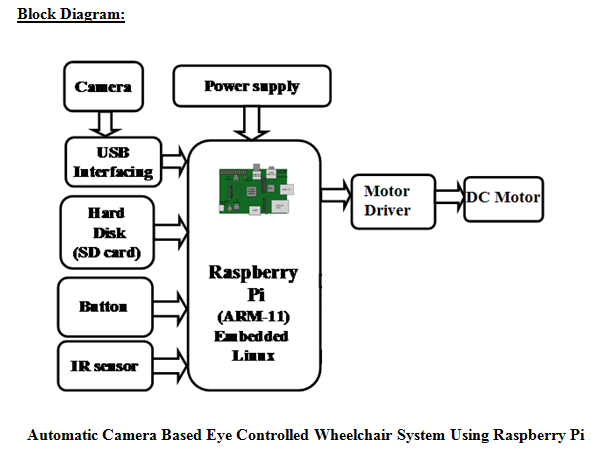 Block Diagram:
Camera
Power supply
USB
Interfacing
Hard
Disk
(SD card)
Button
IR sensor
Raspberry
Pi
(ARM-11)
Embedded
Linux
Motor
Driver
DC Motor
Automatic Camera Based Eye Controlled Wheelchair System Using Raspberry Pi